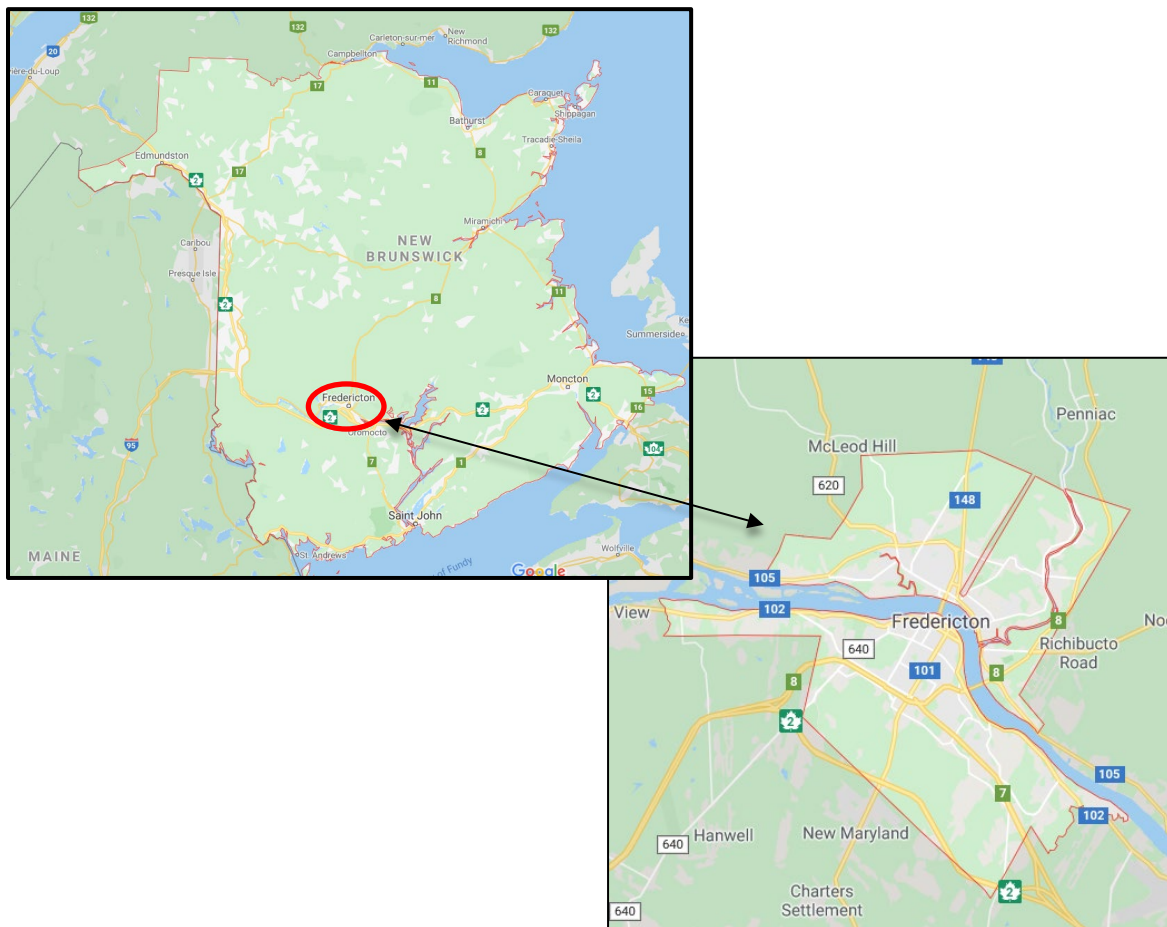 132
132
132
Carleton-sur-mer
New
Richmond
20
Campbellton
17
11
Caraquet
Shippagan
Bathurst
Tracadie-Sheila
8
Edmundston
17
2
Miramichi
Caribou
NEW
BRUNSWICK
Presque Isle
2
8
11
Summerside
Moncton
15
Fredericton
2
2
2
16
Oromocto
95
104
7
1
Saint John
MAINE
St. Andrews
of Fundy
Google
Wolfville
Penniac
McLeod Hill
620
148
105
102
View
Fredericton
8
640
Richibucto
Road
101
8
8
2
105
7
102
Hanwell
New Maryland
640
Charters
Settlement
2
640